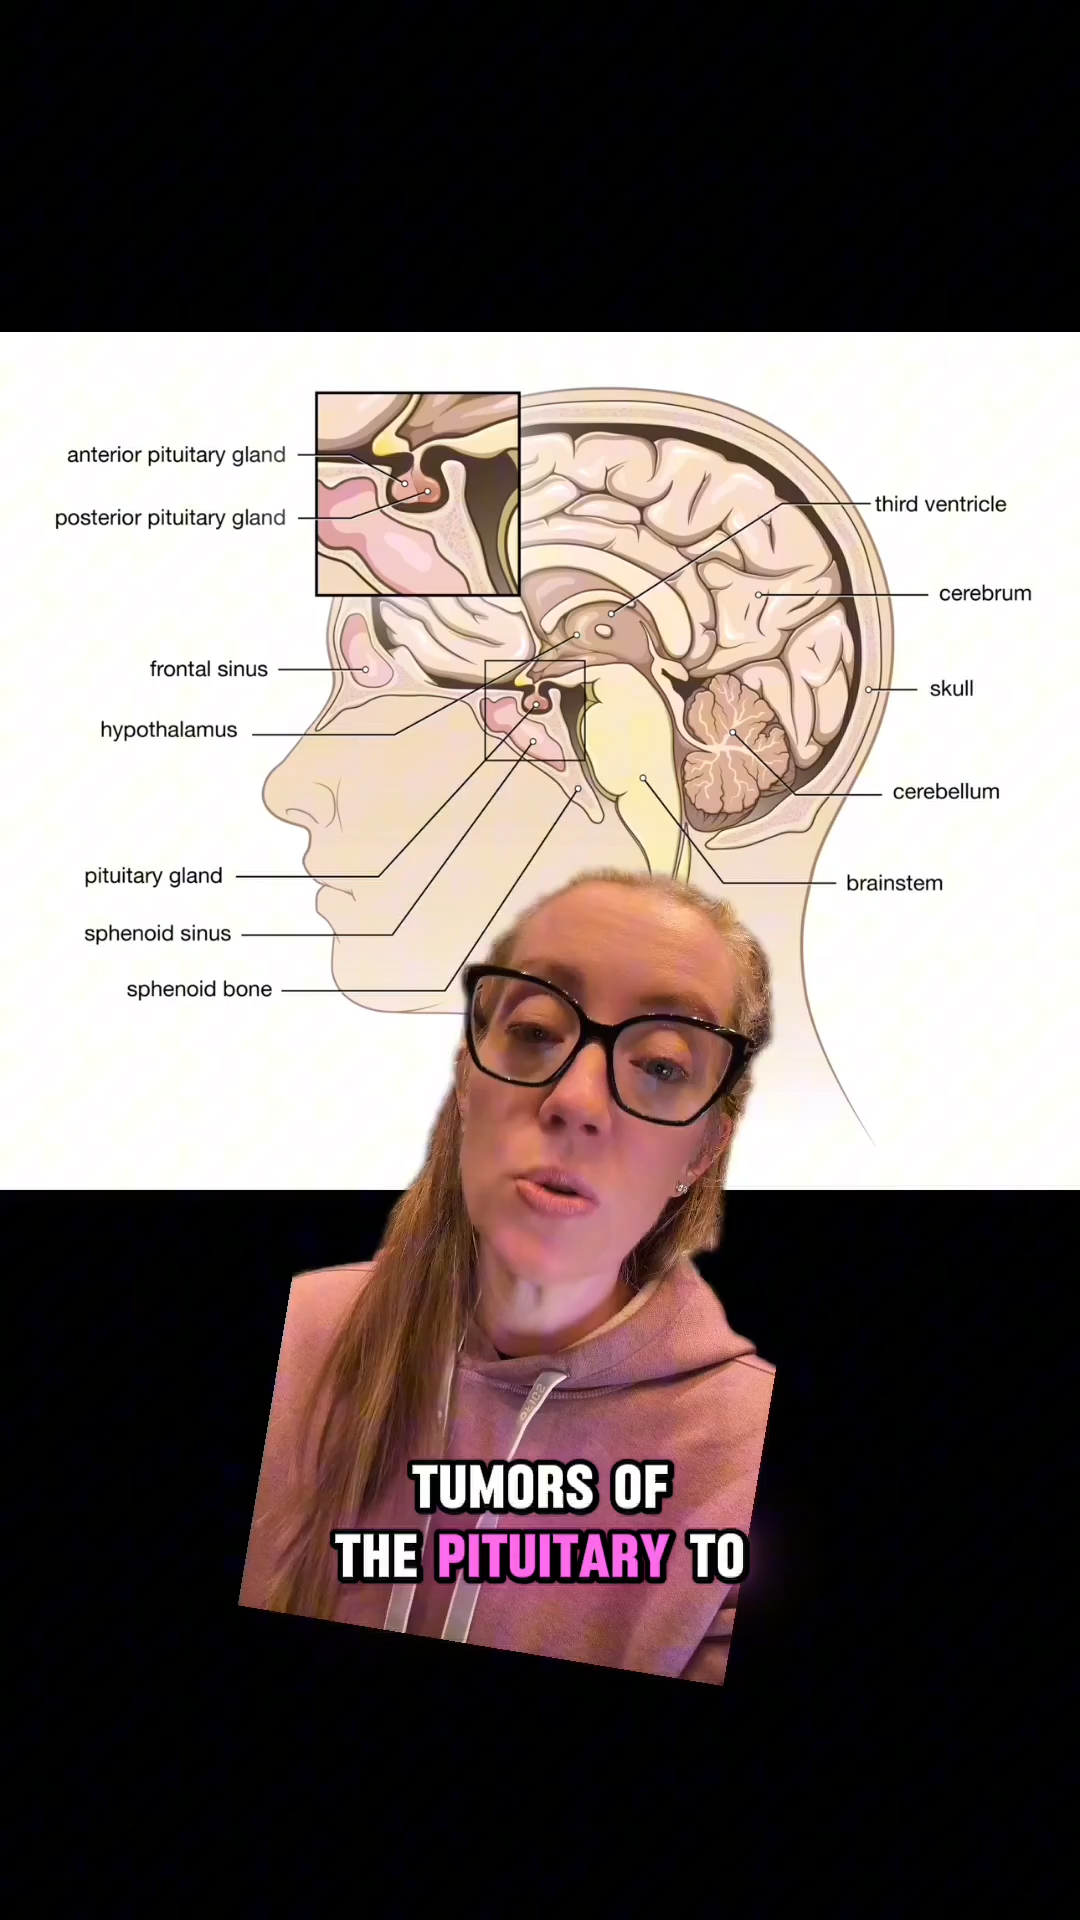 anterior pituitary gland
posterior pituitary gland
third ventricle
cerebrum
frontal sinus
skull
hypothalamus
cerebellum
pituitary gland
brainstem
sphenoid sinus
sphenoid bone
TUMORS OF
THE PITUITARY TO